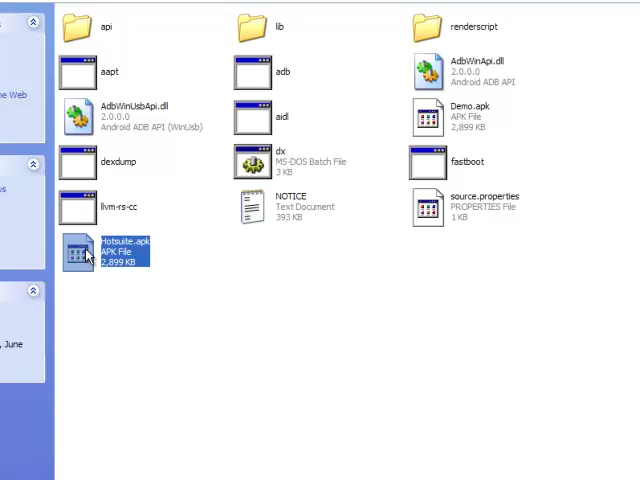 api
lib
renderscript
aapt
adb
AdbWinApi.dll
2.0.0.0
Android ADB API
he Web
AdbWinUsbApi.dll
2.0.0.0
Android ADB API (WinUsb)
aidl
Demo.apk
APK File
2,899 KB
dexdump
dx
MS-DOS Batch File
3 KB
fastboot
llvm-rs-cc
NOTICE
Text Document
393 KB
source.properties
PROPERTIES File
1 KB
Hotsuite.apk
APK File
2,899 KB
, June